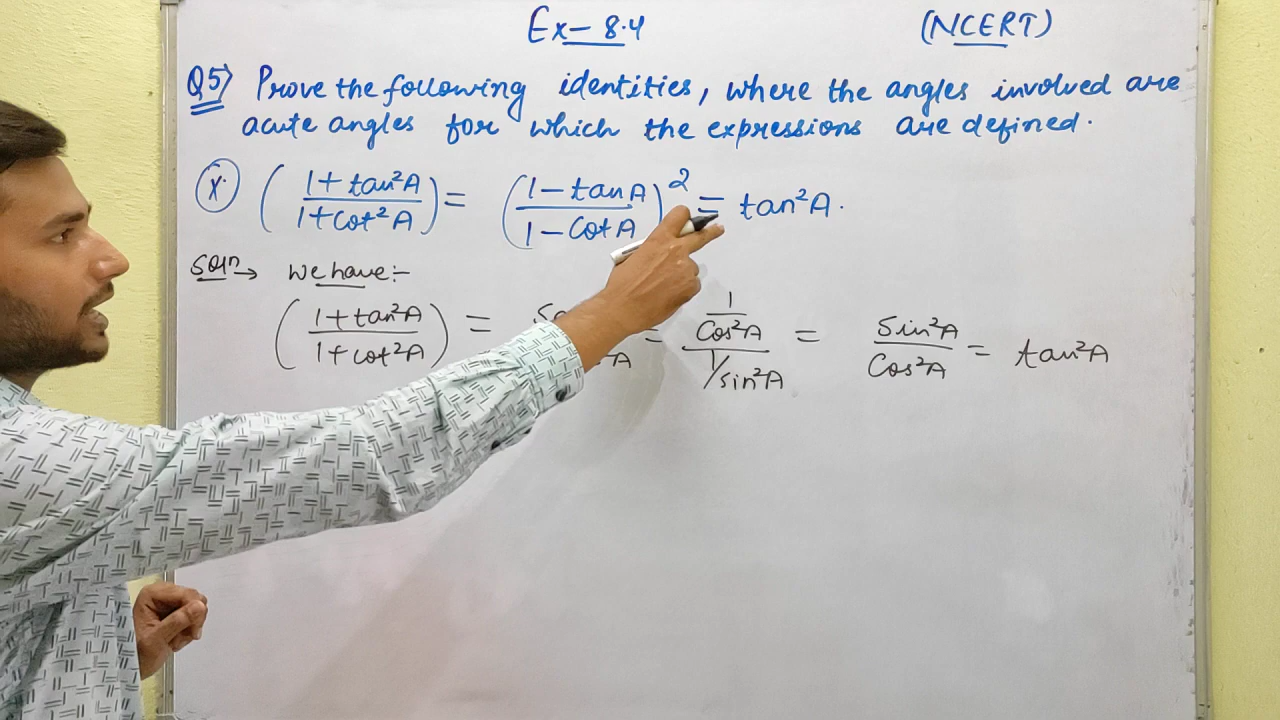 Ex- 8.4 (NCERT)
Q5> Prove the following identities, where the angles involved are
acute angles for which the expressions are defined.
(x.) ((1 + tan²A)/(1 + cot²A)) = ((1 - tan A)/(1 - Cot A))² = tan²A.
Soln→ We have:-
((1 + tan²A)/(1 + cot²A)) = = (1/Cos²A)/(1/sin²A) = Sin²A/Cos²A = tan²A